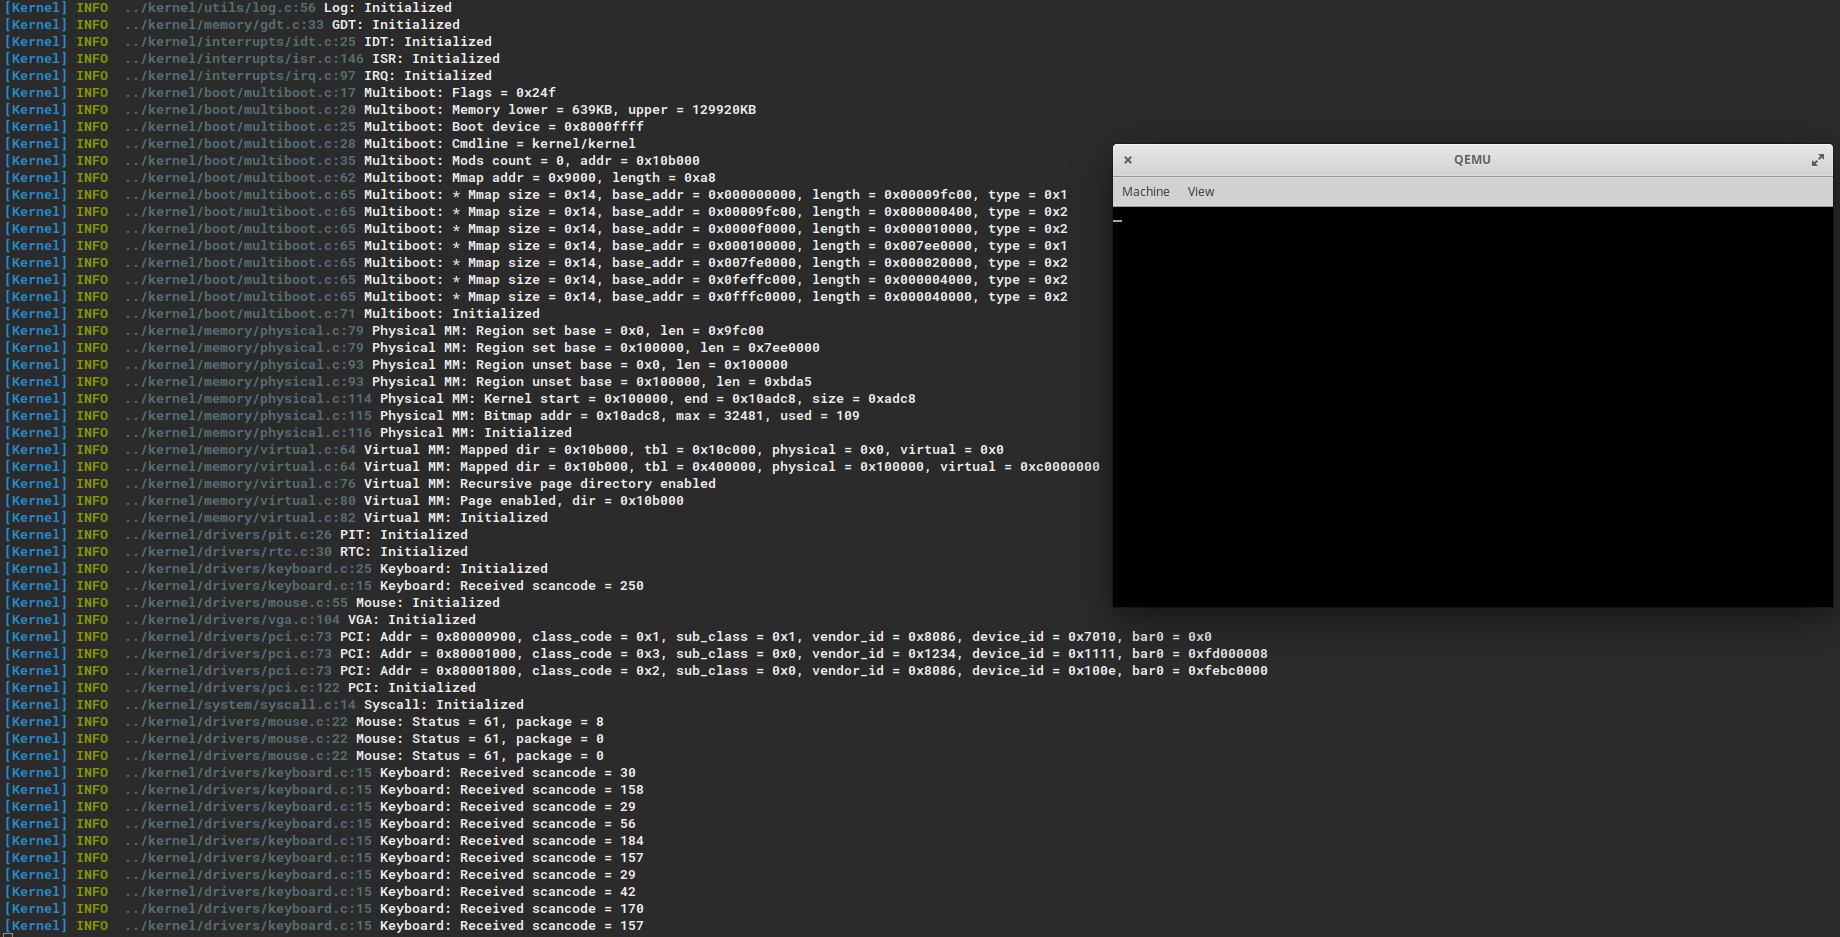 [Kernel] INFO  ../kernel/utils/log.c:56 Log: Initialized
[Kernel] INFO  ../kernel/memory/gdt.c:33 GDT: Initialized
[Kernel] INFO  ../kernel/interrupts/idt.c:25 IDT: Initialized
[Kernel] INFO  ../kernel/interrupts/isr.c:146 ISR: Initialized
[Kernel] INFO  ../kernel/interrupts/irq.c:97 IRQ: Initialized
[Kernel] INFO  ../kernel/boot/multiboot.c:17 Multiboot: Flags = 0x24f
[Kernel] INFO  ../kernel/boot/multiboot.c:20 Multiboot: Memory lower = 639KB, upper = 129920KB
[Kernel] INFO  ../kernel/boot/multiboot.c:25 Multiboot: Boot device = 0x8000ffff
[Kernel] INFO  ../kernel/boot/multiboot.c:28 Multiboot: Cmdline = kernel/kernel
[Kernel] INFO  ../kernel/boot/multiboot.c:35 Multiboot: Mods count = 0, addr = 0x10b000
[Kernel] INFO  ../kernel/boot/multiboot.c:62 Multiboot: Mmap addr = 0x9000, length = 0xa8
[Kernel] INFO  ../kernel/boot/multiboot.c:65 Multiboot: * Mmap size = 0x14, base_addr = 0x000000000, length = 0x00009fc00, type = 0x1
[Kernel] INFO  ../kernel/boot/multiboot.c:65 Multiboot: * Mmap size = 0x14, base_addr = 0x00009fc00, length = 0x000000400, type = 0x2
[Kernel] INFO  ../kernel/boot/multiboot.c:65 Multiboot: * Mmap size = 0x14, base_addr = 0x0000f0000, length = 0x000010000, type = 0x2
[Kernel] INFO  ../kernel/boot/multiboot.c:65 Multiboot: * Mmap size = 0x14, base_addr = 0x000100000, length = 0x007ee0000, type = 0x1
[Kernel] INFO  ../kernel/boot/multiboot.c:65 Multiboot: * Mmap size = 0x14, base_addr = 0x007fe0000, length = 0x000020000, type = 0x2
[Kernel] INFO  ../kernel/boot/multiboot.c:65 Multiboot: * Mmap size = 0x14, base_addr = 0x0feffc000, length = 0x000004000, type = 0x2
[Kernel] INFO  ../kernel/boot/multiboot.c:65 Multiboot: * Mmap size = 0x14, base_addr = 0x0fffc0000, length = 0x000040000, type = 0x2
[Kernel] INFO  ../kernel/boot/multiboot.c:71 Multiboot: Initialized
[Kernel] INFO  ../kernel/memory/physical.c:79 Physical MM: Region set base = 0x0, len = 0x9fc00
[Kernel] INFO  ../kernel/memory/physical.c:79 Physical MM: Region set base = 0x100000, len = 0x7ee0000
[Kernel] INFO  ../kernel/memory/physical.c:93 Physical MM: Region unset base = 0x0, len = 0x100000
[Kernel] INFO  ../kernel/memory/physical.c:93 Physical MM: Region unset base = 0x100000, len = 0xbda5
[Kernel] INFO  ../kernel/memory/physical.c:114 Physical MM: Kernel start = 0x100000, end = 0x10adc8, size = 0xadc8
[Kernel] INFO  ../kernel/memory/physical.c:115 Physical MM: Bitmap addr = 0x10adc8, max = 32481, used = 109
[Kernel] INFO  ../kernel/memory/physical.c:116 Physical MM: Initialized
[Kernel] INFO  ../kernel/memory/virtual.c:64 Virtual MM: Mapped dir = 0x10b000, tbl = 0x10c000, physical = 0x0, virtual = 0x0
[Kernel] INFO  ../kernel/memory/virtual.c:64 Virtual MM: Mapped dir = 0x10b000, tbl = 0x400000, physical = 0x100000, virtual = 0xc0000000
[Kernel] INFO  ../kernel/memory/virtual.c:76 Virtual MM: Recursive page directory enabled
[Kernel] INFO  ../kernel/memory/virtual.c:80 Virtual MM: Page enabled, dir = 0x10b000
[Kernel] INFO  ../kernel/memory/virtual.c:82 Virtual MM: Initialized
[Kernel] INFO  ../kernel/drivers/pit.c:26 PIT: Initialized
[Kernel] INFO  ../kernel/drivers/rtc.c:30 RTC: Initialized
[Kernel] INFO  ../kernel/drivers/keyboard.c:25 Keyboard: Initialized
[Kernel] INFO  ../kernel/drivers/keyboard.c:15 Keyboard: Received scancode = 250
[Kernel] INFO  ../kernel/drivers/mouse.c:55 Mouse: Initialized
[Kernel] INFO  ../kernel/drivers/vga.c:104 VGA: Initialized
[Kernel] INFO  ../kernel/drivers/pci.c:73 PCI: Addr = 0x80000900, class_code = 0x1, sub_class = 0x1, vendor_id = 0x8086, device_id = 0x7010, bar0 = 0x0
[Kernel] INFO  ../kernel/drivers/pci.c:73 PCI: Addr = 0x80001000, class_code = 0x3, sub_class = 0x0, vendor_id = 0x1234, device_id = 0x1111, bar0 = 0xfd000008
[Kernel] INFO  ../kernel/drivers/pci.c:73 PCI: Addr = 0x80001800, class_code = 0x2, sub_class = 0x0, vendor_id = 0x8086, device_id = 0x100e, bar0 = 0xfebc0000
[Kernel] INFO  ../kernel/drivers/pci.c:122 PCI: Initialized
[Kernel] INFO  ../kernel/system/syscall.c:14 Syscall: Initialized
[Kernel] INFO  ../kernel/drivers/mouse.c:22 Mouse: Status = 61, package = 8
[Kernel] INFO  ../kernel/drivers/mouse.c:22 Mouse: Status = 61, package = 0
[Kernel] INFO  ../kernel/drivers/mouse.c:22 Mouse: Status = 61, package = 0
[Kernel] INFO  ../kernel/drivers/keyboard.c:15 Keyboard: Received scancode = 30
[Kernel] INFO  ../kernel/drivers/keyboard.c:15 Keyboard: Received scancode = 158
[Kernel] INFO  ../kernel/drivers/keyboard.c:15 Keyboard: Received scancode = 29
[Kernel] INFO  ../kernel/drivers/keyboard.c:15 Keyboard: Received scancode = 56
[Kernel] INFO  ../kernel/drivers/keyboard.c:15 Keyboard: Received scancode = 184
[Kernel] INFO  ../kernel/drivers/keyboard.c:15 Keyboard: Received scancode = 157
[Kernel] INFO  ../kernel/drivers/keyboard.c:15 Keyboard: Received scancode = 29
[Kernel] INFO  ../kernel/drivers/keyboard.c:15 Keyboard: Received scancode = 42
[Kernel] INFO  ../kernel/drivers/keyboard.c:15 Keyboard: Received scancode = 170
[Kernel] INFO  ../kernel/drivers/keyboard.c:15 Keyboard: Received scancode = 157
QEMU
Machine View